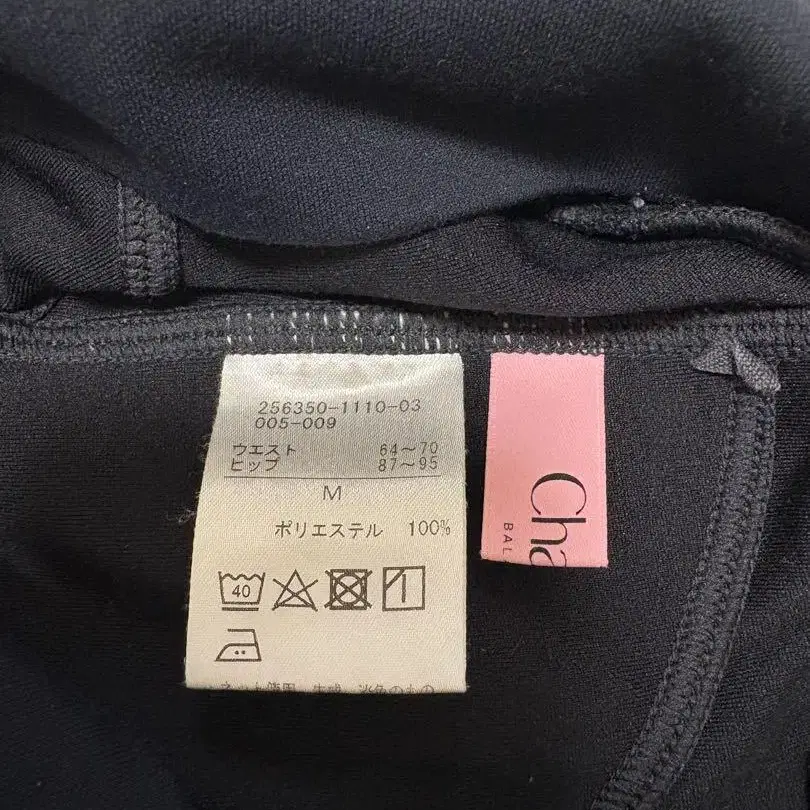 256350-1110-03
005-009
ウエスト 64～70
ヒップ 87～95
M
ポリエステル 100%
40
Cha
BAL